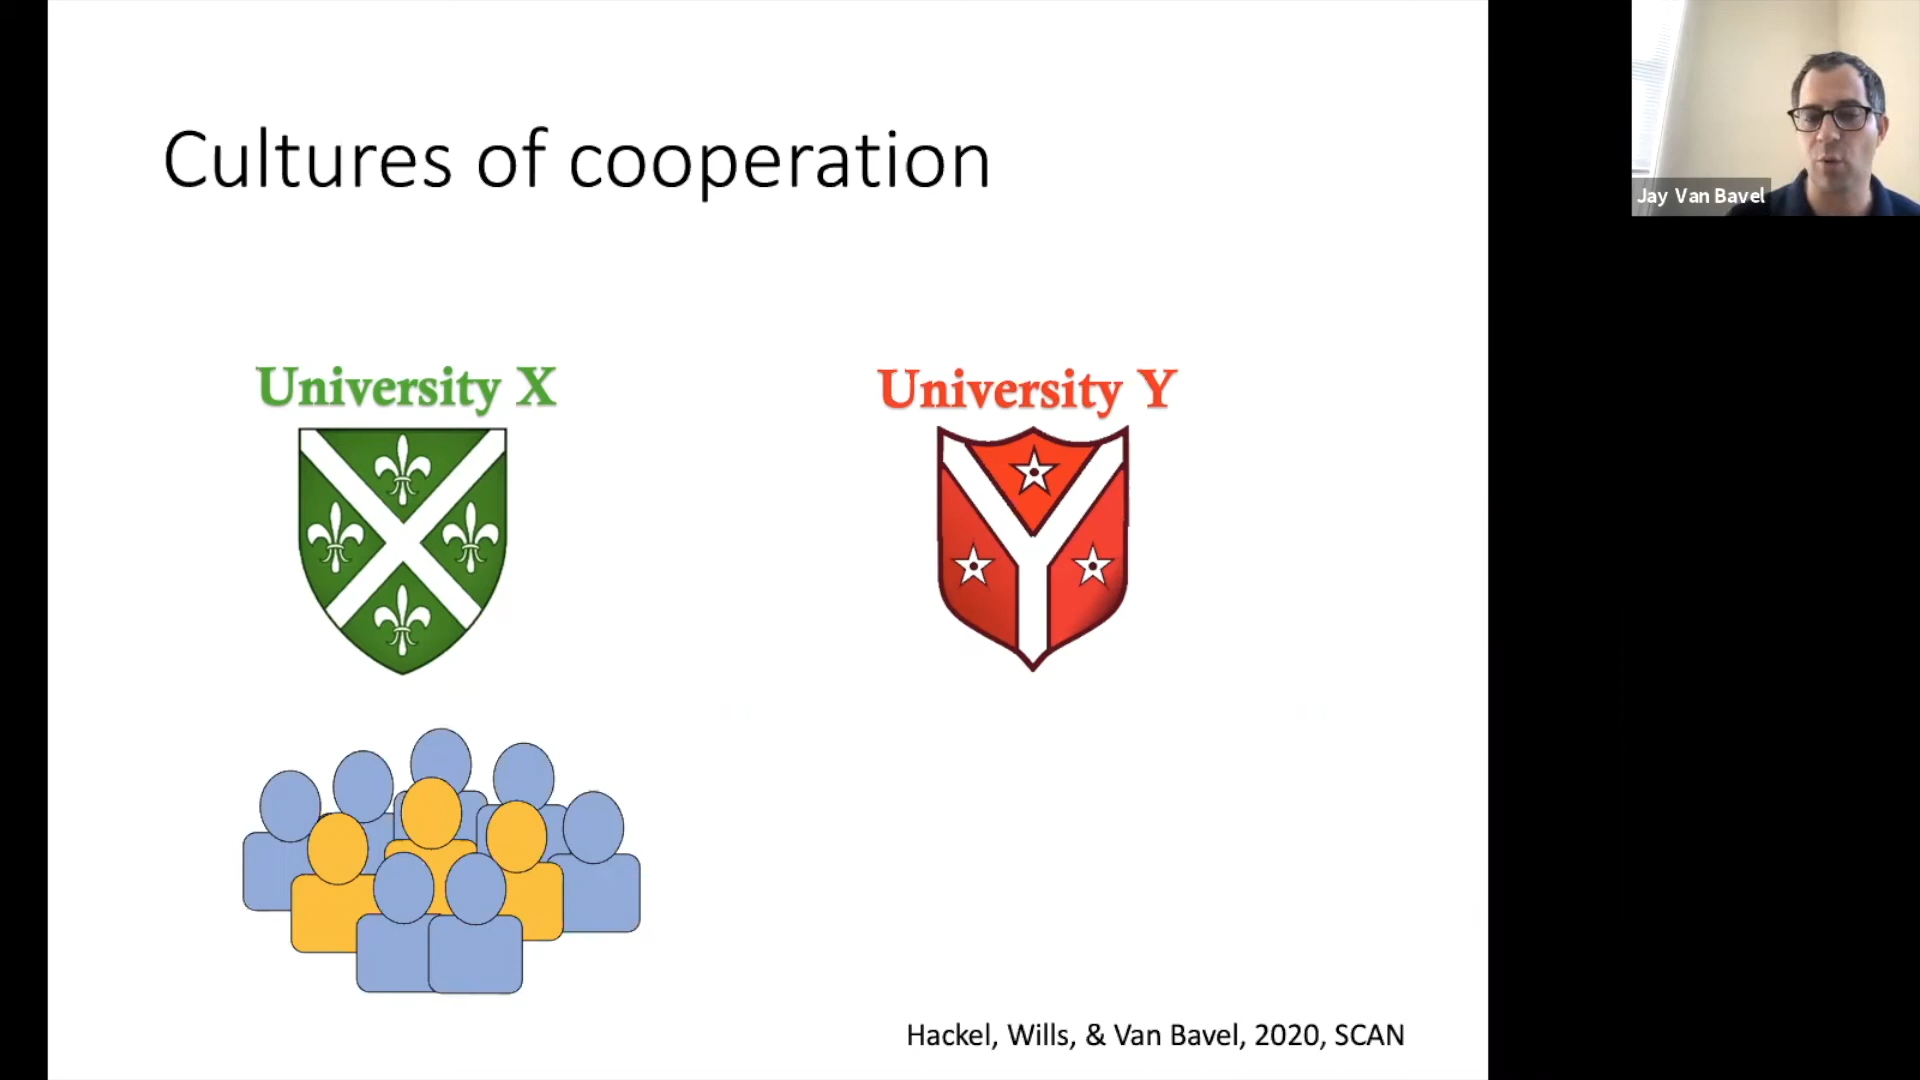 Cultures of cooperation
Jay Van Bavel
University X
University Y
Hackel, Wills, & Van Bavel, 2020, SCAN